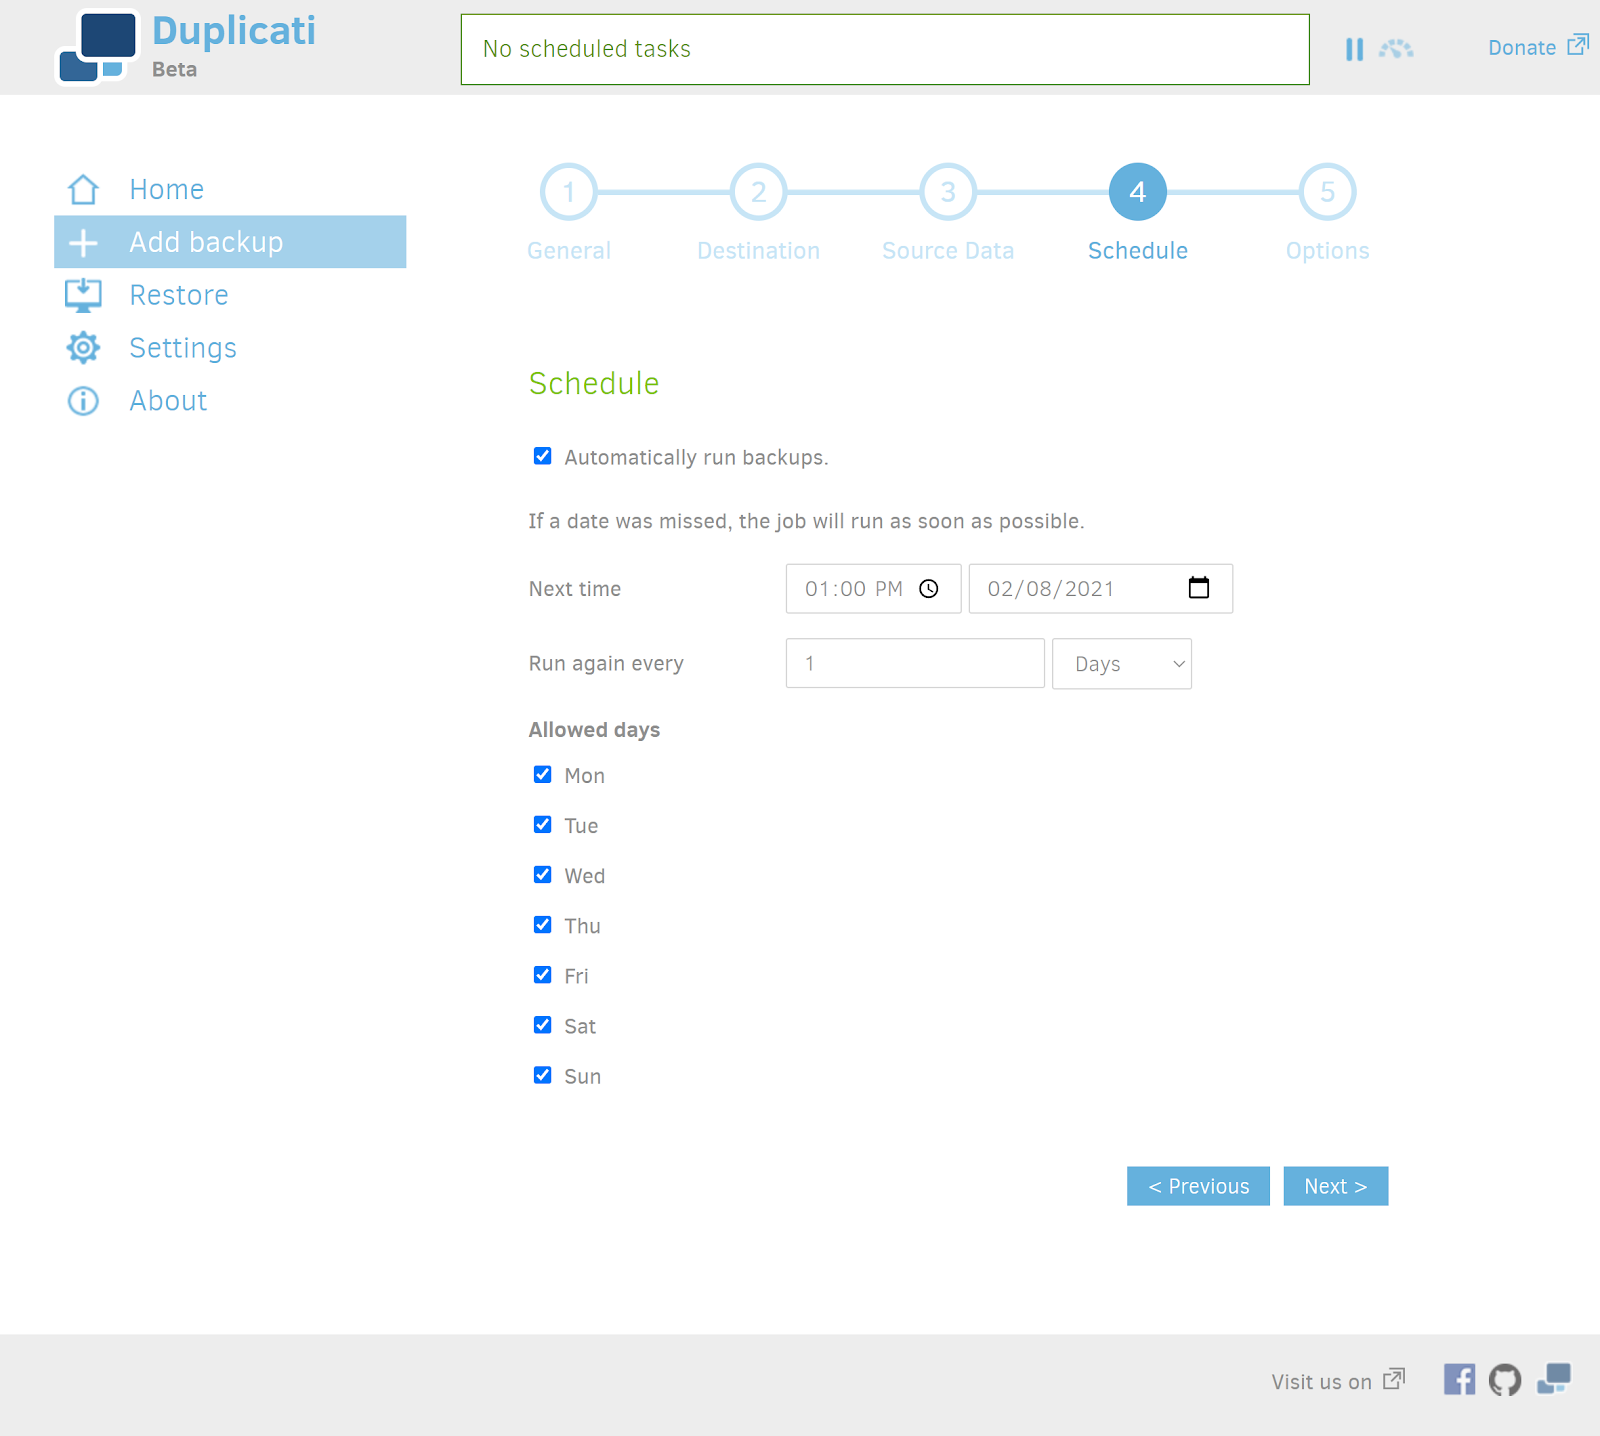 Duplicati
Beta
No scheduled tasks
Donate
Home
Add backup
Restore
Settings
About
1 2 3 4 5
General Destination Source Data Schedule Options
Schedule
Automatically run backups.
If a date was missed, the job will run as soon as possible.
Next time 01:00 PM 02/08/2021
Run again every 1 Days
Allowed days
Mon
Tue
Wed
Thu
Fri
Sat
Sun
< Previous Next >
Visit us on